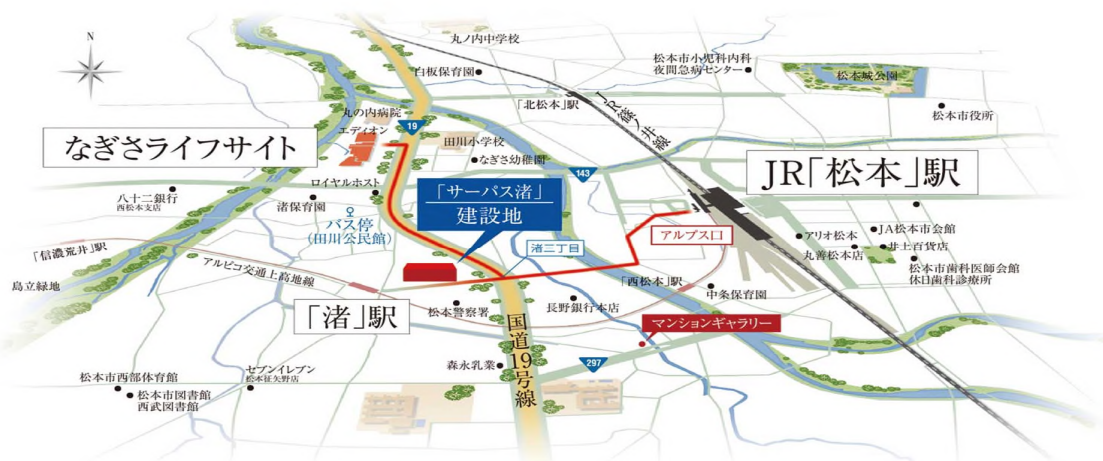 N
丸ノ内中学校
白板保育園
松本市小児科内科
夜間急病センター
松本城公園
「北松本」駅
JR篠ノ井線
松本市役所
丸の内病院
エディオン
19
田川小学校
なぎさ幼稚園
143
なぎさライフサイト
JR「松本」駅
ロイヤルホスト
「サーパス渚」
建設地
八十二銀行
西松本支店
渚保育園
バス停
(田川公民館)
アルプス口
アリオ松本
丸善松本店
JA松本市会館
井上百貨店
松本市歯科医師会館
休日歯科診療所
渚二丁目
「信濃荒井」駅
アルピコ交通上高地線
島立緑地
「西松本」駅
中条保育園
「渚」駅
松本警察署
長野銀行本店
マンションギャラリー
国道19号線
森永乳業
297
松本市西部体育館
松本市図書館
西武図書館
セブンイレブン
松本征矢野店